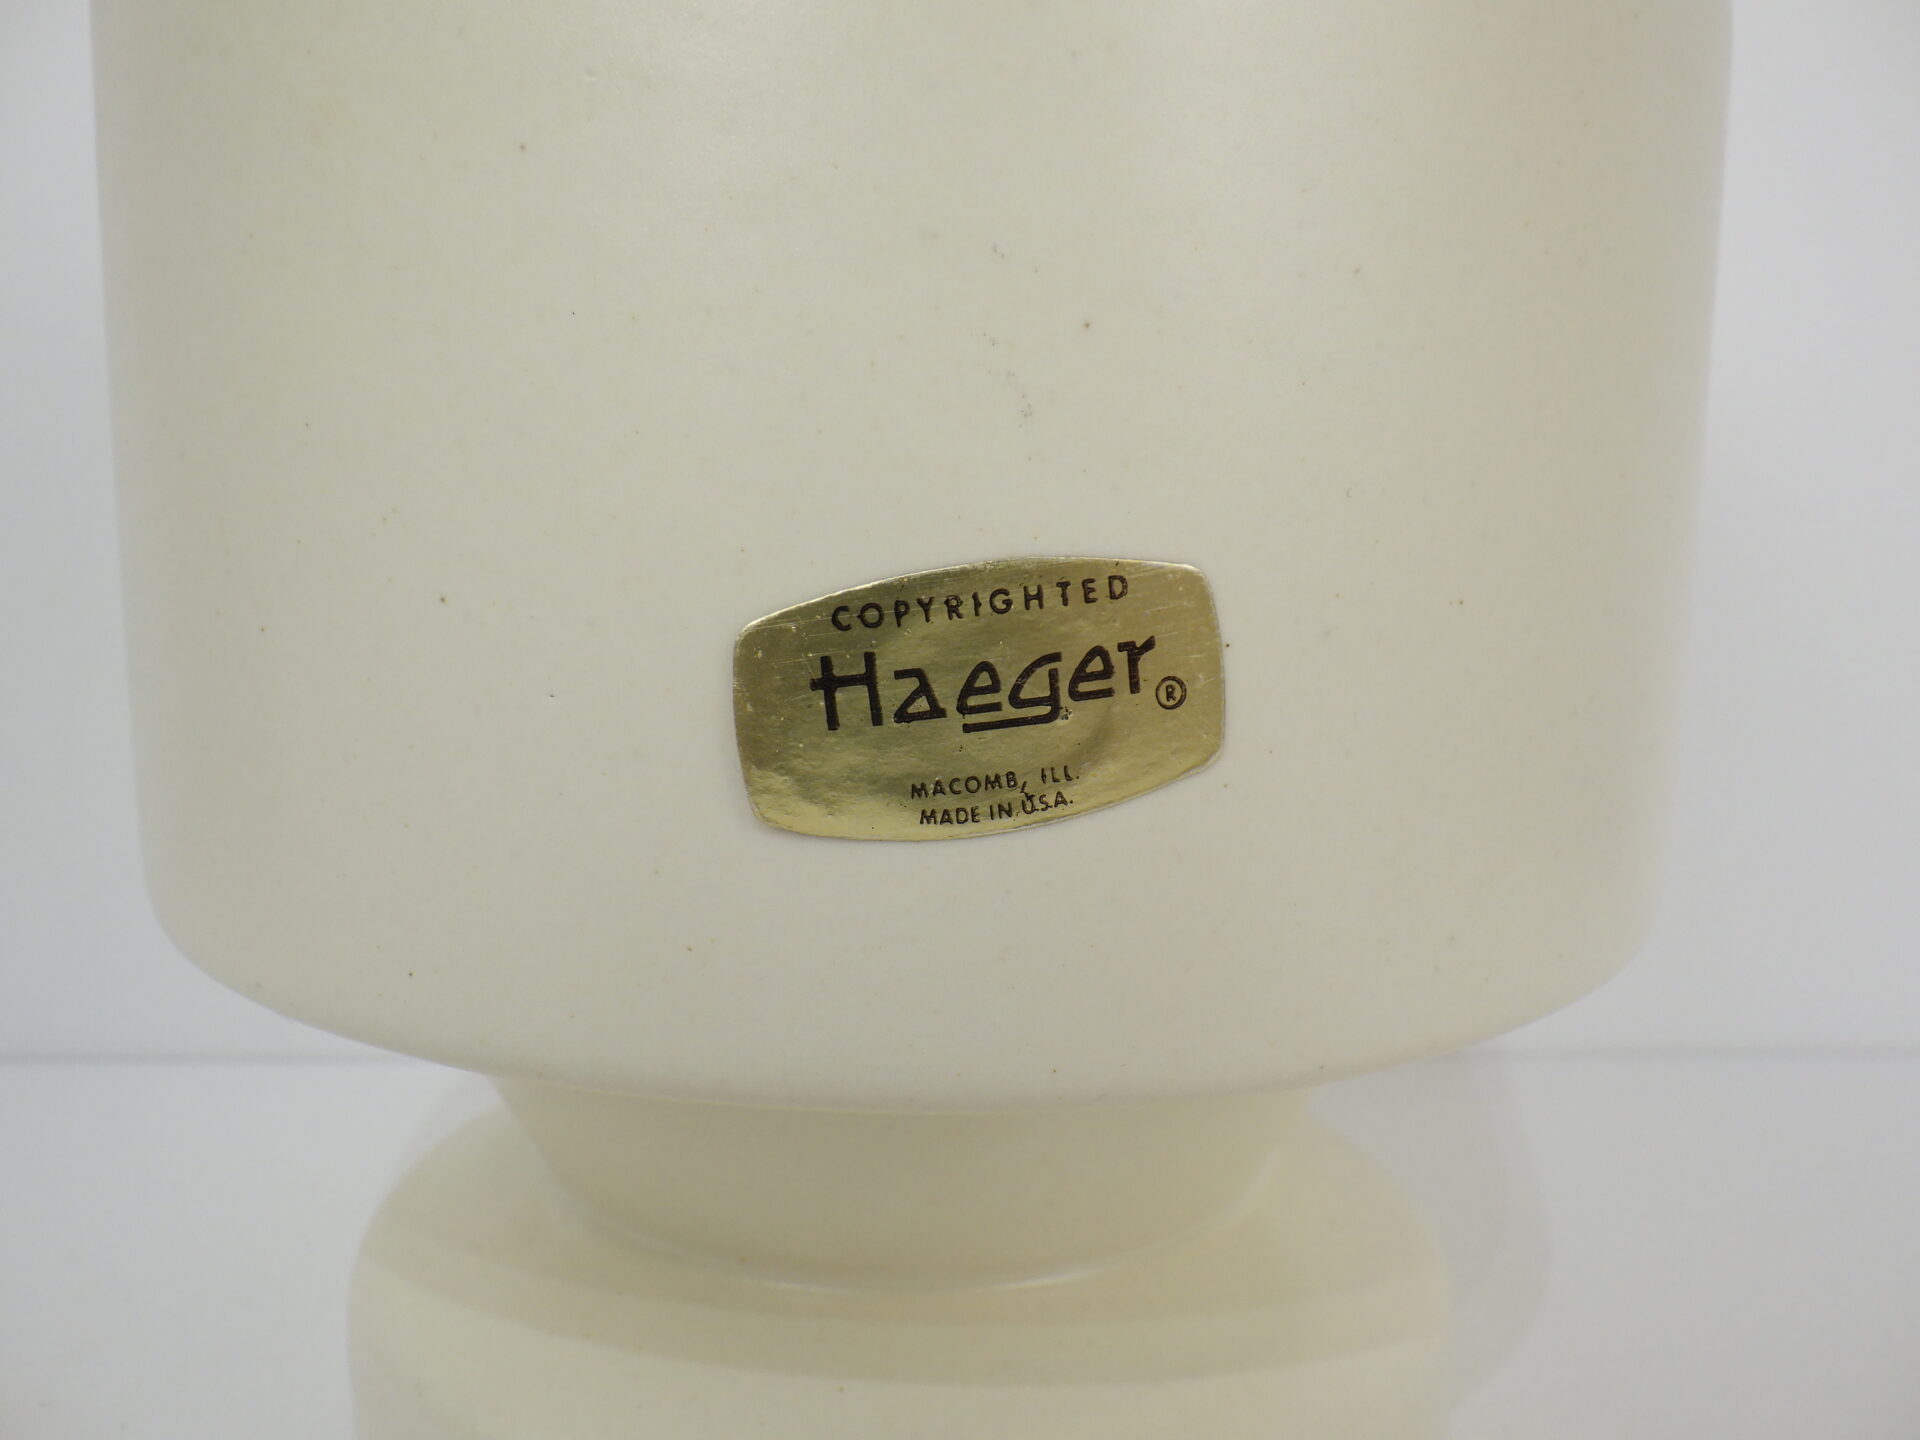 COPYRIGHTED
Haeger®
MACOMB, ILL.
MADE IN U.S.A.